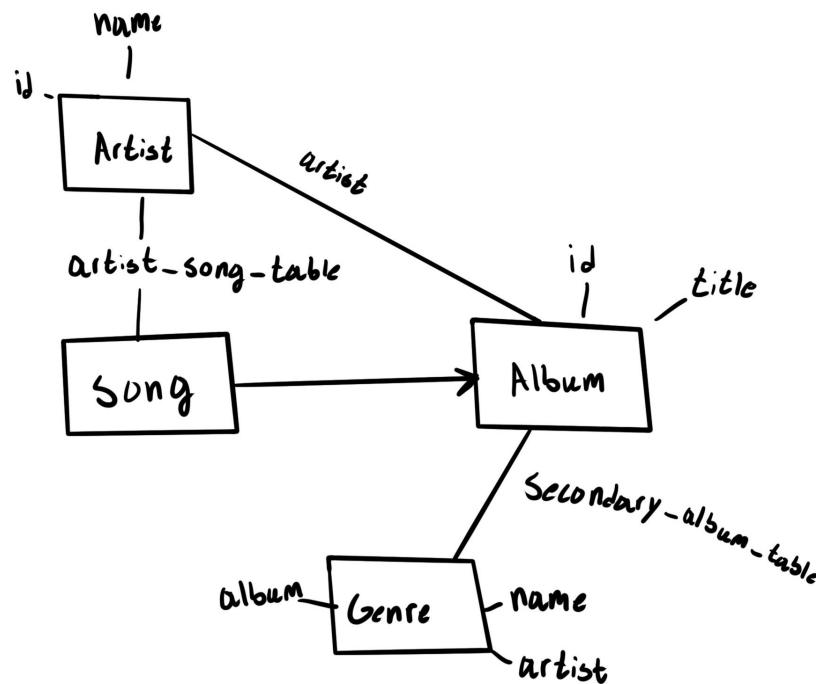 name
id
Artist
artist
artist_song_table
id
title
Song
Album
Secondary_album_table
album
Genre
name
artist